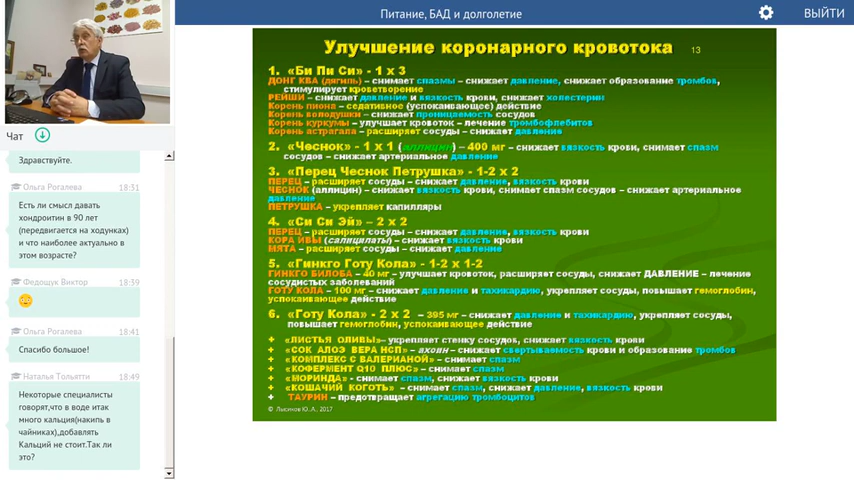 Питание, БАД и долголетие
ВЫЙТИ
Чат
Здравствуйте.
Ольга Рогалева 18:31
Есть ли смысл давать
хондроитин в 90 лет
(передвигается на ходунках)
и что наиболее актуально в
этом возрасте?
Федощук Виктор 18:39
Ольга Рогалева 18:41
Спасибо большое!
Наталья Тольятти 18:49
Некоторые специалисты
говорят,что в воде итак
много кальция(накипь в
чайниках),добавлять
Кальций не стоит.Так ли
это?
Улучшение коронарного кровотока 13
1. «Би Пи Си» - 1 x 3
ДОНГ КВА (дягиль) – снимает спазмы – снижает давление, снижает образование тромбов,
стимулирует кроветворение
РЕЙШИ – снижает давление и вязкость крови, снижает холестерин
Корень пиона – седативное (успокаивающее) действие
Корень володушки – снижает проницаемость сосудов
Корень куркумы – улучшает кровоток – лечение тромбофлебитов
Корень астрагала – расширяет сосуды – снижает давление
2. «Чеснок» - 1 x 1 (аллицин) – 400 мг – снижает вязкость крови, снимает спазм
сосудов – снижает артериальное давление
3. «Перец Чеснок Петрушка» - 1-2 x 2
ПЕРЕЦ – расширяет сосуды – снижает давление, вязкость крови
ЧЕСНОК (аллицин) – снижает вязкость крови, снимает спазм сосудов – снижает артериальное
давление
ПЕТРУШКА – укрепляет капилляры
4. «Си Си Эй» – 2 x 2
ПЕРЕЦ – расширяет сосуды – снижает давление, вязкость крови
КОРА ИВЫ (салицилаты) – снижает вязкость крови
МЯТА – расширяет сосуды – снижает давление
5. «Гинкго Готу Кола» - 1-2 x 1-2
ГИНКГО БИЛОБА – 40 мг – улучшает кровоток, расширяет сосуды, снижает ДАВЛЕНИЕ – лечение
сосудистых заболеваний
ГОТУ КОЛА – 100 мг – снижает давление и тахикардию, укрепляет сосуды, повышает гемоглобин,
успокаивающее действие
6. «Готу Кола» - 2 x 2 – 395 мг – снижает давление и тахикардию, укрепляет сосуды,
повышает гемоглобин, успокаивающее действие
+ «ЛИСТЬЯ ОЛИВЫ»– укрепляет стенку сосудов, снижает вязкость крови
+ «СОК АЛОЭ ВЕРА НСП» – алоин – снижает свертываемость крови и образование тромбов
+ «КОМПЛЕКС С ВАЛЕРИАНОЙ» – снимает спазм
+ «КОФЕРМЕНТ Q10 ПЛЮС» – снимает спазм
+ «МОРИНДА» - снимает спазм, снижает вязкость крови
+ «КОШАЧИЙ КОГОТЬ» – снимает спазм, снижает давление, вязкость крови
+ ТАУРИН – предотвращает агрегацию тромбоцитов
© Лысиков Ю.А., 2017